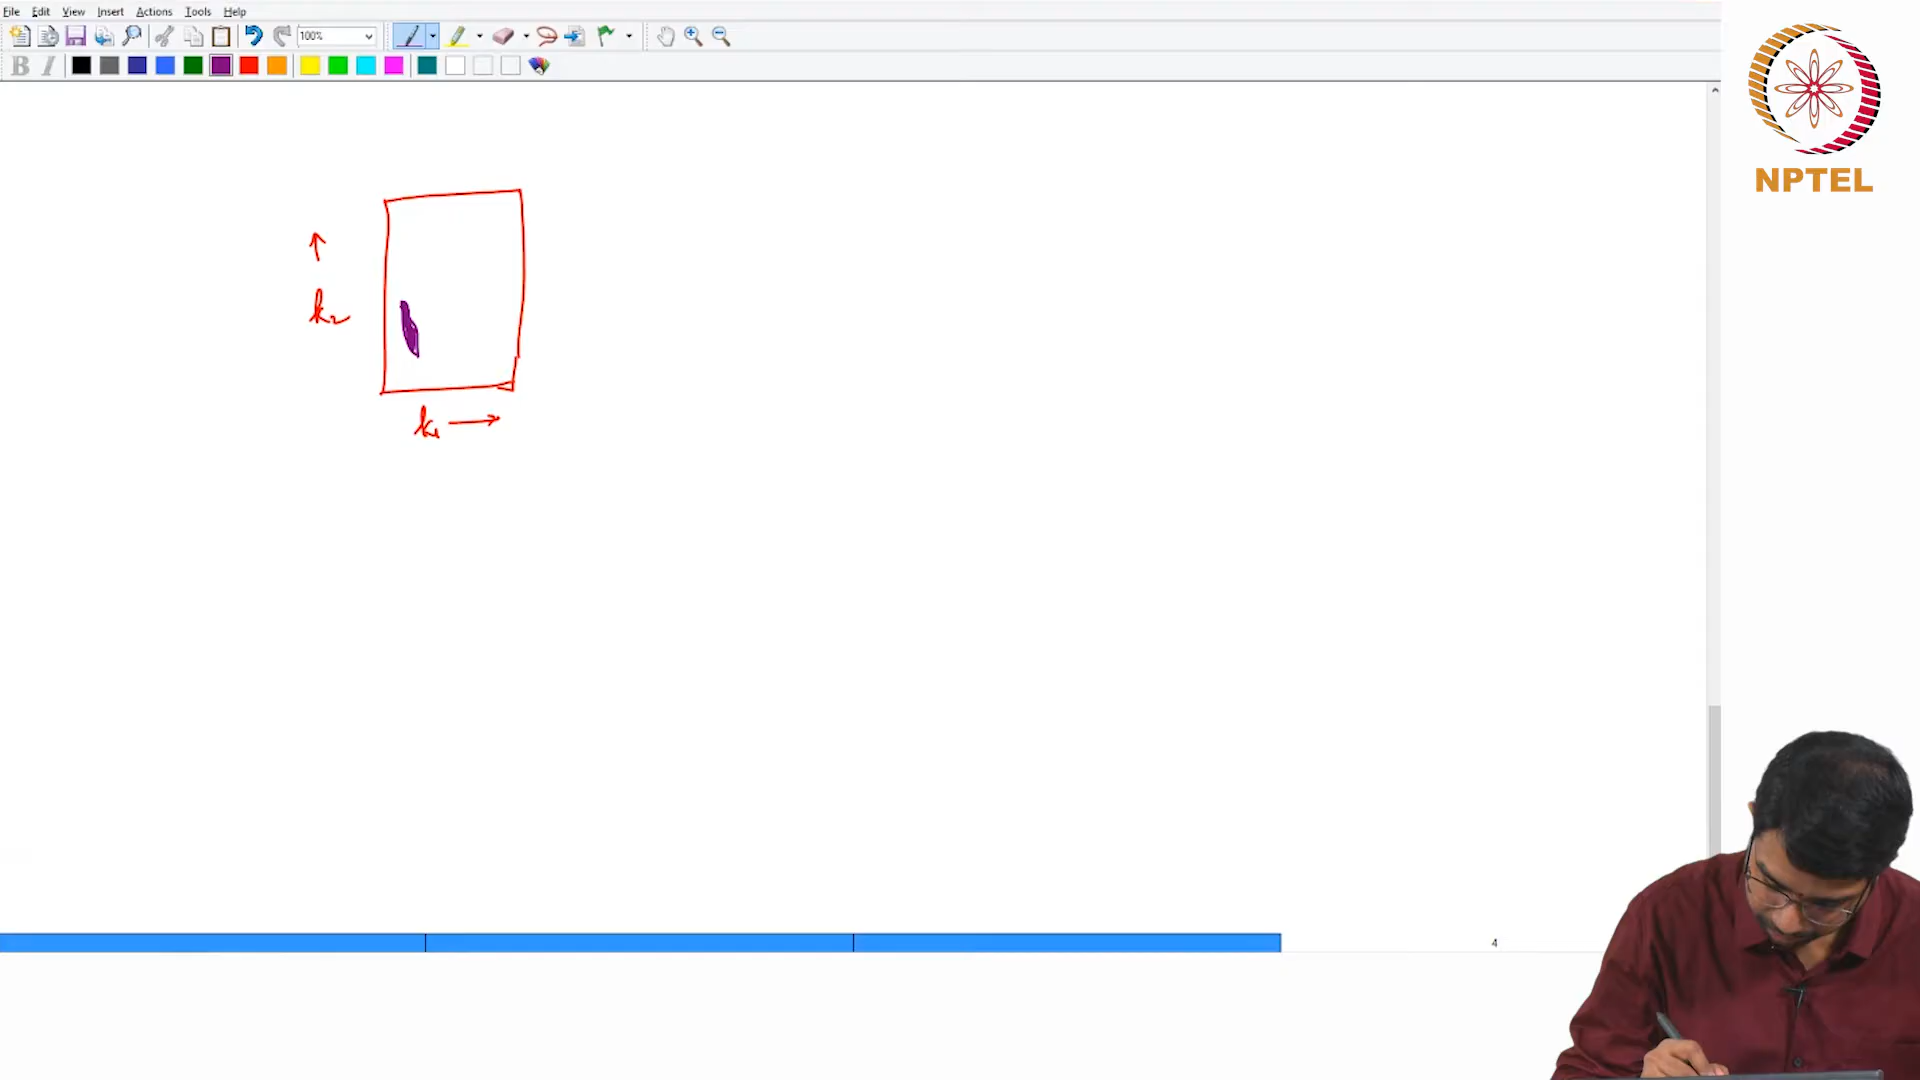 File Edit View Insert Actions Tools Help
100%
B I
NPTEL
↑
k₂
k₁ →
4